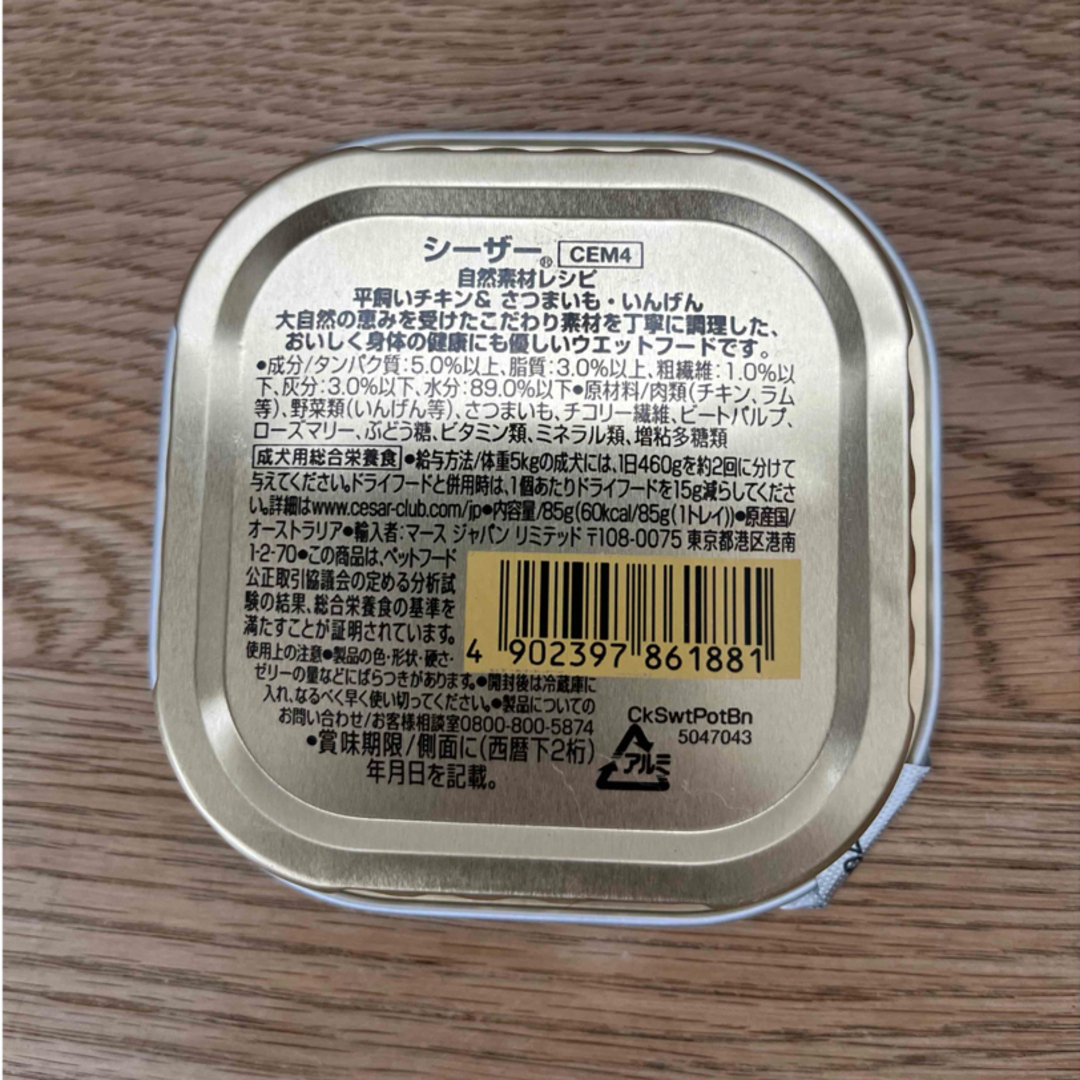 シーザー® CEM4
自然素材レシピ
平飼いチキン& さつまいも・いんげん
大自然の恵みを受けたこだわり素材を丁寧に調理した、
おいしく身体の健康にも優しいウエットフードです。
●成分/タンパク質:5.0%以上、脂質:3.0%以上、粗繊維:1.0%以
下、灰分:3.0%以下、水分:89.0%以下●原材料/肉類(チキン、ラム
等)、野菜類(いんげん等)、さつまいも、チコリー繊維、ビートパルプ、
ローズマリー、ぶどう糖、ビタミン類、ミネラル類、増粘多糖類
成犬用総合栄養食 ●給与方法/体重5kgの成犬には、1日460gを約2回に分けて
与えてください。ドライフードと併用時は、1個あたりドライフードを15g減らしてくださ
い。詳細はwww.cesar-club.com/jp●内容量/85g(60kcal/85g(1トレイ))●原産国/
オーストラリア●輸入者:マース ジャパン リミテッド 〒108-0075 東京都港区港南
1-2-70●この商品は、ペットフード
公正取引協議会の定める分析試
験の結果、総合栄養食の基準を
満たすことが証明されています。
使用上の注意●製品の色・形状・硬さ・
ゼリーの量などにばらつきがあります。●開封後は冷蔵庫に
入れ、なるべく早く使い切ってください。●製品についての
お問い合わせ/お客様相談室0800-800-5874
●賞味期限/側面に(西暦下2桁)
年月日を記載。
4 902397 861881
CkSwtPotBn
5047043
アルミ